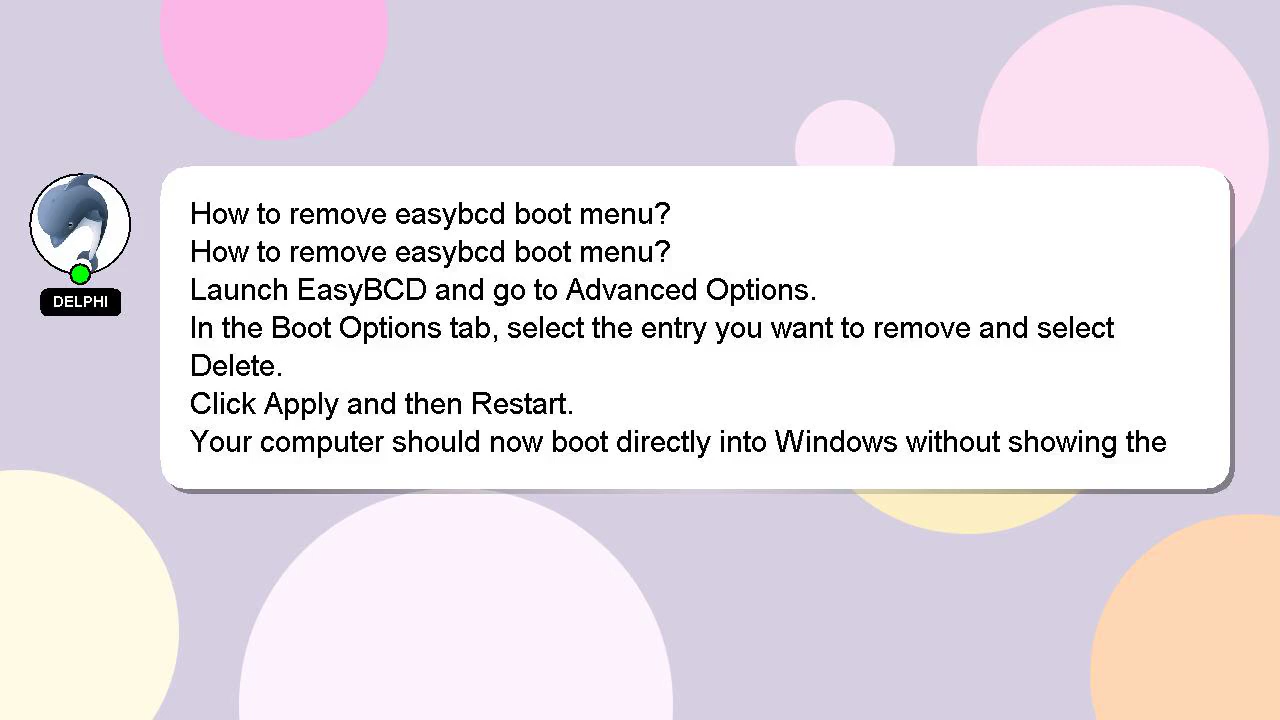 DELPHI
How to remove easybcd boot menu?
How to remove easybcd boot menu?
Launch EasyBCD and go to Advanced Options.
In the Boot Options tab, select the entry you want to remove and select
Delete.
Click Apply and then Restart.
Your computer should now boot directly into Windows without showing the